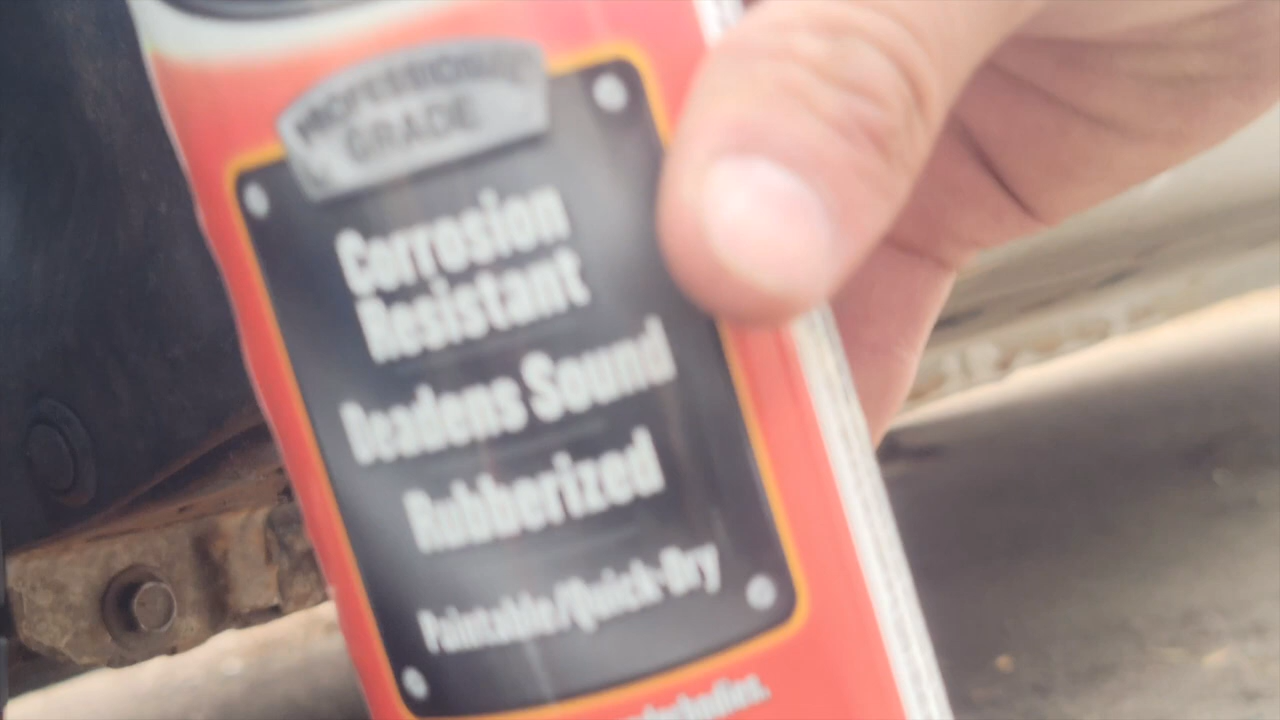 PROFESSIONAL
GRADE
Corrosion
Resistant
Deadens Sound
Rubberized
Paintable/Quick-Dry